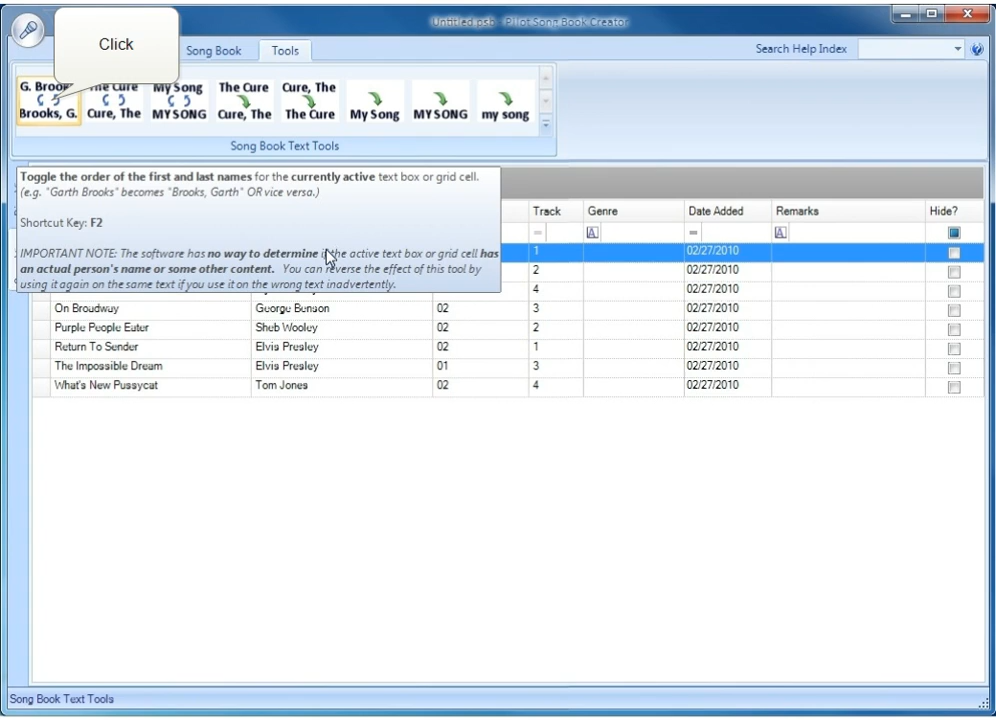 Untitled.psb - Pilot Song Book Creator
Click
Song Book Tools Search Help Index
G. Brooks The Cure My Song The Cure Cure, The
Brooks, G. Cure, The MYSONG Cure, The The Cure My Song MYSONG my song
Song Book Text Tools
Toggle the order of the first and last names for the currently active text box or grid cell.
(e.g. "Garth Brooks" becomes "Brooks, Garth" OR vice versa.)
Shortcut Key: F2
IMPORTANT NOTE: The software has no way to determine if the active text box or grid cell has
an actual person's name or some other content. You can reverse the effect of this tool by
using it again on the same text if you use it on the wrong text inadvertently.
Track Genre Date Added Remarks Hide?
= A = A
1 02/27/2010
2 02/27/2010
4 02/27/2010
On Broadway George Benson 02 3 02/27/2010
Purple People Eater Sheb Wooley 02 2 02/27/2010
Return To Sender Elvis Presley 02 1 02/27/2010
The Impossible Dream Elvis Presley 01 3 02/27/2010
What's New Pussycat Tom Jones 02 4 02/27/2010
Song Book Text Tools